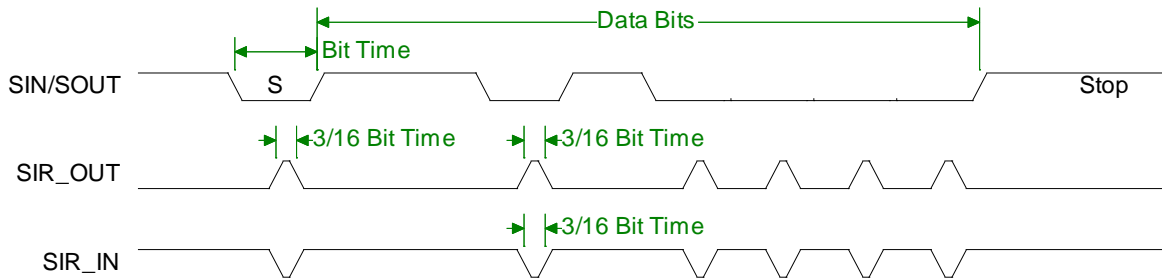 Data Bits
Bit Time
SIN/SOUT
S
Stop
3/16 Bit Time
3/16 Bit Time
SIR_OUT
3/16 Bit Time
SIR_IN